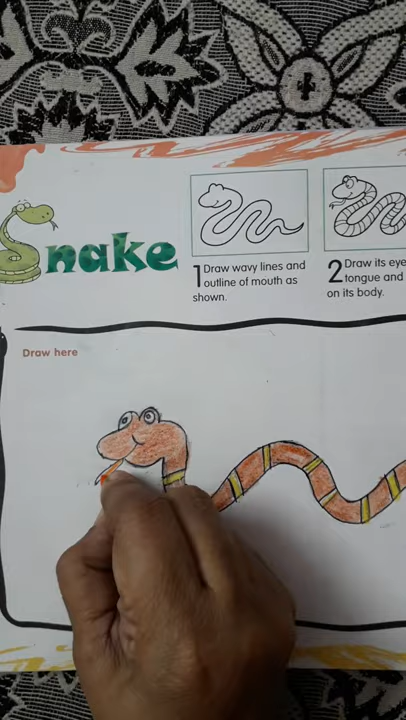 Snake
1 Draw wavy lines and
outline of mouth as
shown.
2 Draw its eye
tongue and
on its body.
Draw here